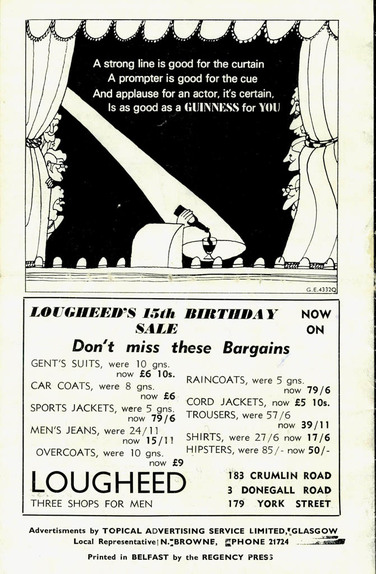 A strong line is good for the curtain
A prompter is good for the cue
And applause for an actor, it's certain,
Is as good as a GUINNESS for YOU
G.E.4332Q
LOUGHEED'S 15th BIRTHDAY
SALE
NOW
ON
Don't miss these Bargains
GENT'S SUITS, were 10 gns.
now £6 10s.
CAR COATS, were 8 gns.
now £6
SPORTS JACKETS, were 5 gns.
now 79/6
MEN'S JEANS, were 24/11
now 15/11
OVERCOATS, were 10 gns.
now £9
RAINCOATS, were 5 gns.
now 79/6
CORD JACKETS, now £5 10s.
TROUSERS, were 57/6
now 39/11
SHIRTS, were 27/6 now 17/6
HIPSTERS, were 85/- now 50/-
LOUGHEED
THREE SHOPS FOR MEN
183 CRUMLIN ROAD
3 DONEGALL ROAD
179 YORK STREET
Advertisments by TOPICAL ADVERTISING SERVICE LIMITED, GLASGOW
Local Representative N. BROWNE, PHONE 21724
Printed in BELFAST by the REGENCY PRESS